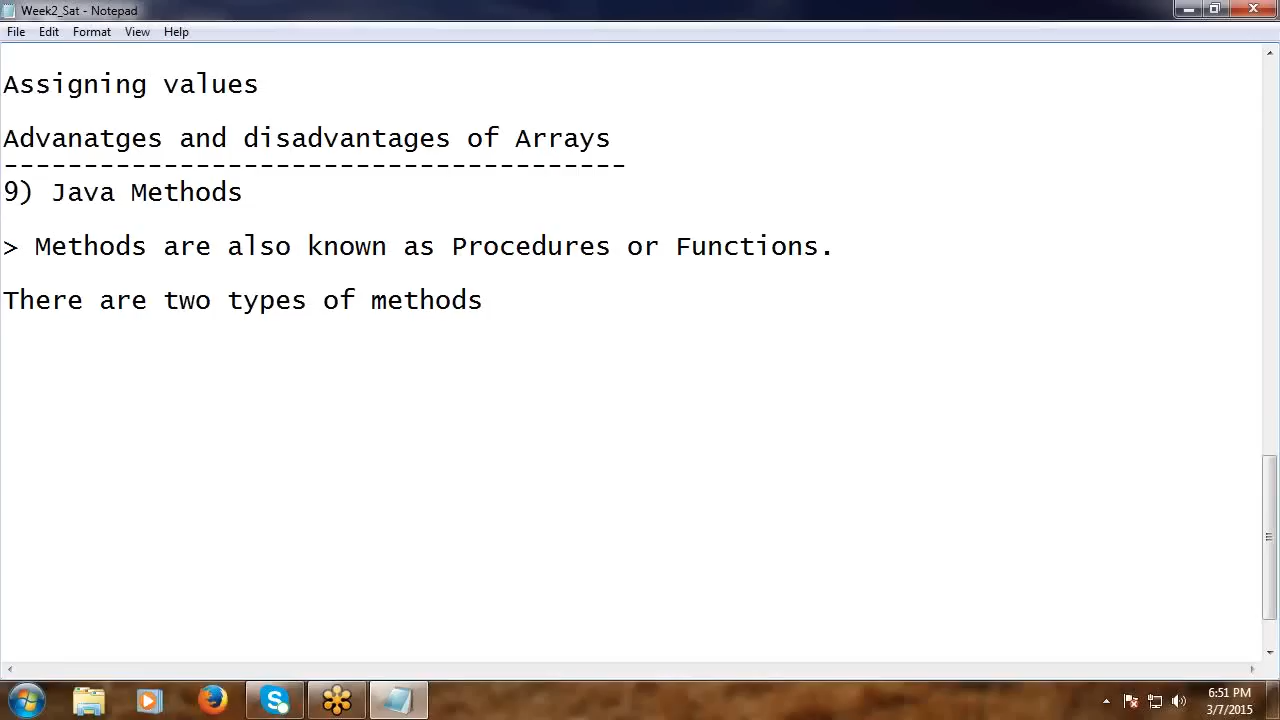 Week2_Sat - Notepad
File Edit Format View Help
Assigning values
Advanatges and disadvantages of Arrays
---------------------------------------
9) Java Methods
> Methods are also known as Procedures or Functions.
There are two types of methods
6:51 PM
3/7/2015